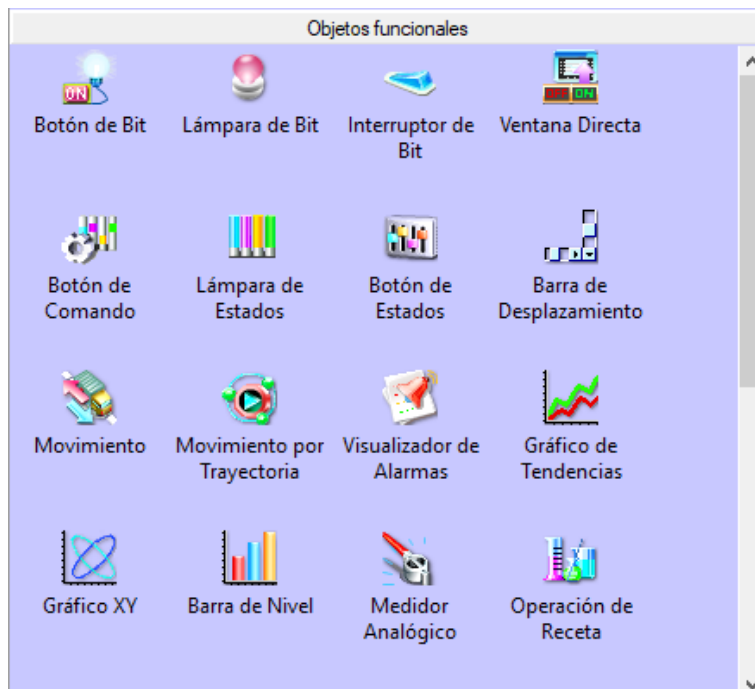 Objetos funcionales
ON
Botón de Bit
Lámpara de Bit
Interruptor de
Bit
OFF ON
Ventana Directa
Botón de
Comando
Lámpara de
Estados
Botón de
Estados
Barra de
Desplazamiento
Movimiento
Movimiento por
Trayectoria
Visualizador de
Alarmas
Gráfico de
Tendencias
Gráfico XY
Barra de Nivel
Medidor
Analógico
Operación de
Receta